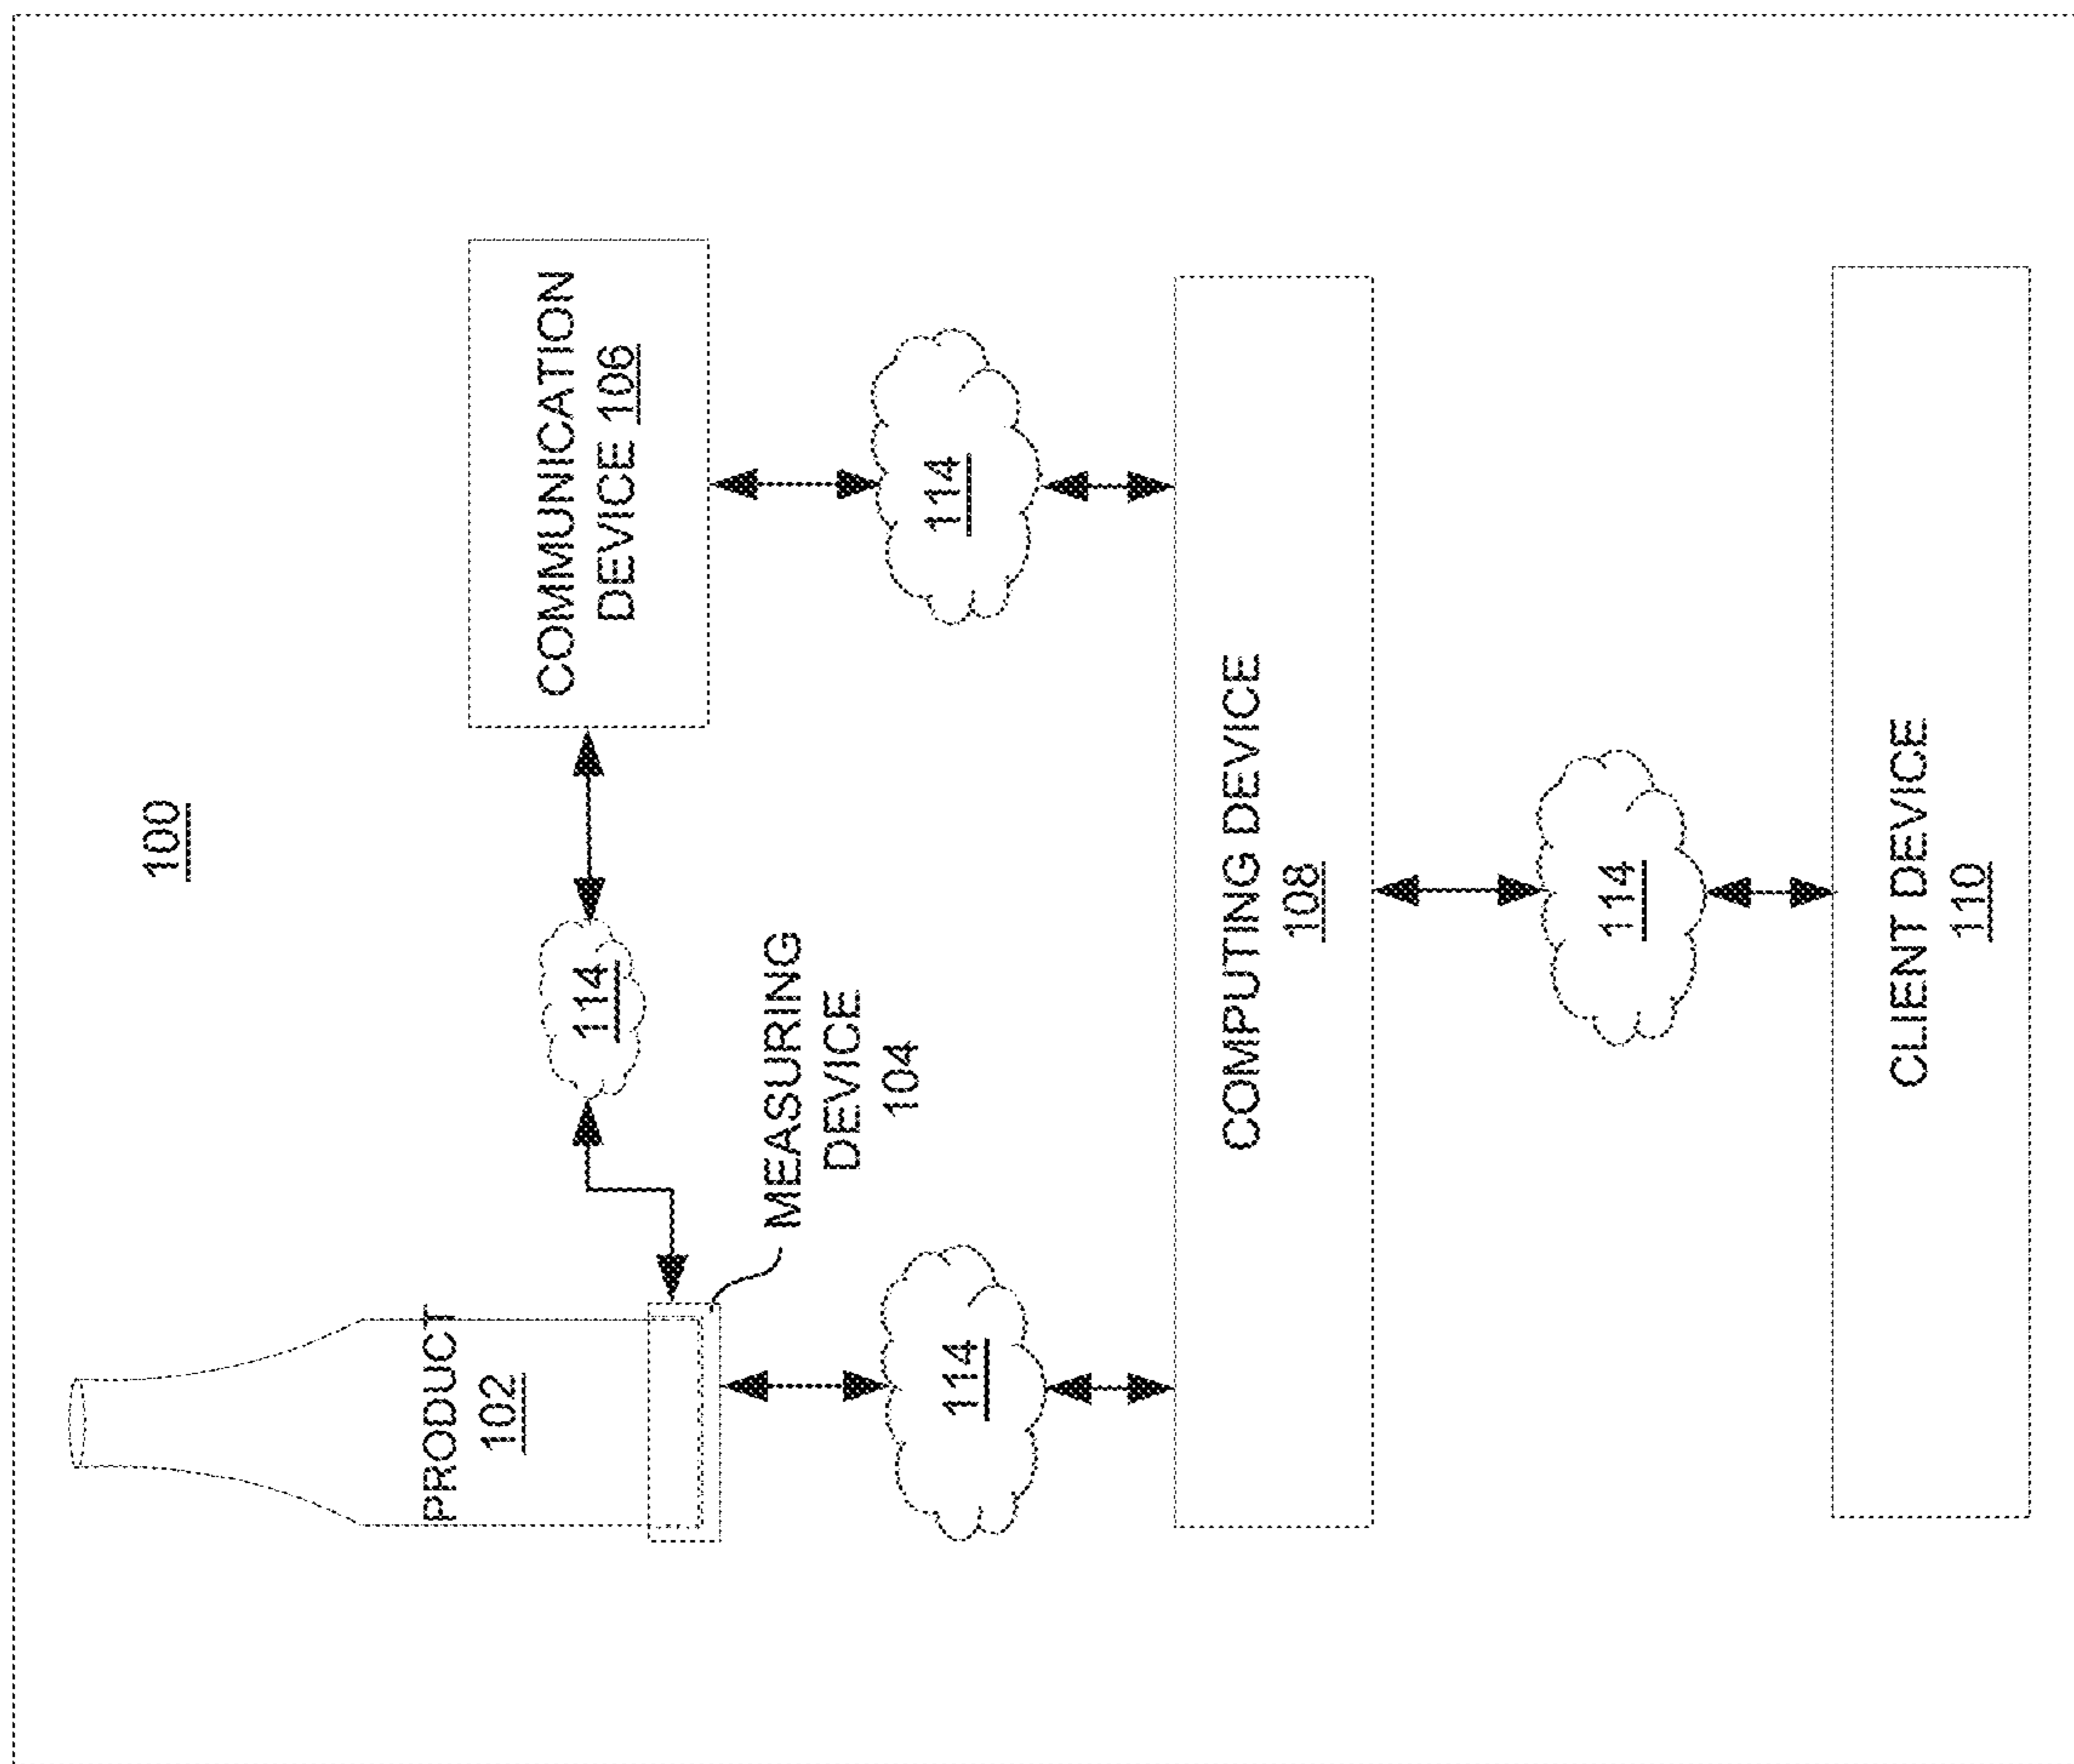 100
PRODUCT
102
114
COMMUNICATION
DEVICE 106
MEASURING
DEVICE
104
114
114
COMPUTING DEVICE
108
114
CLIENT DEVICE
110